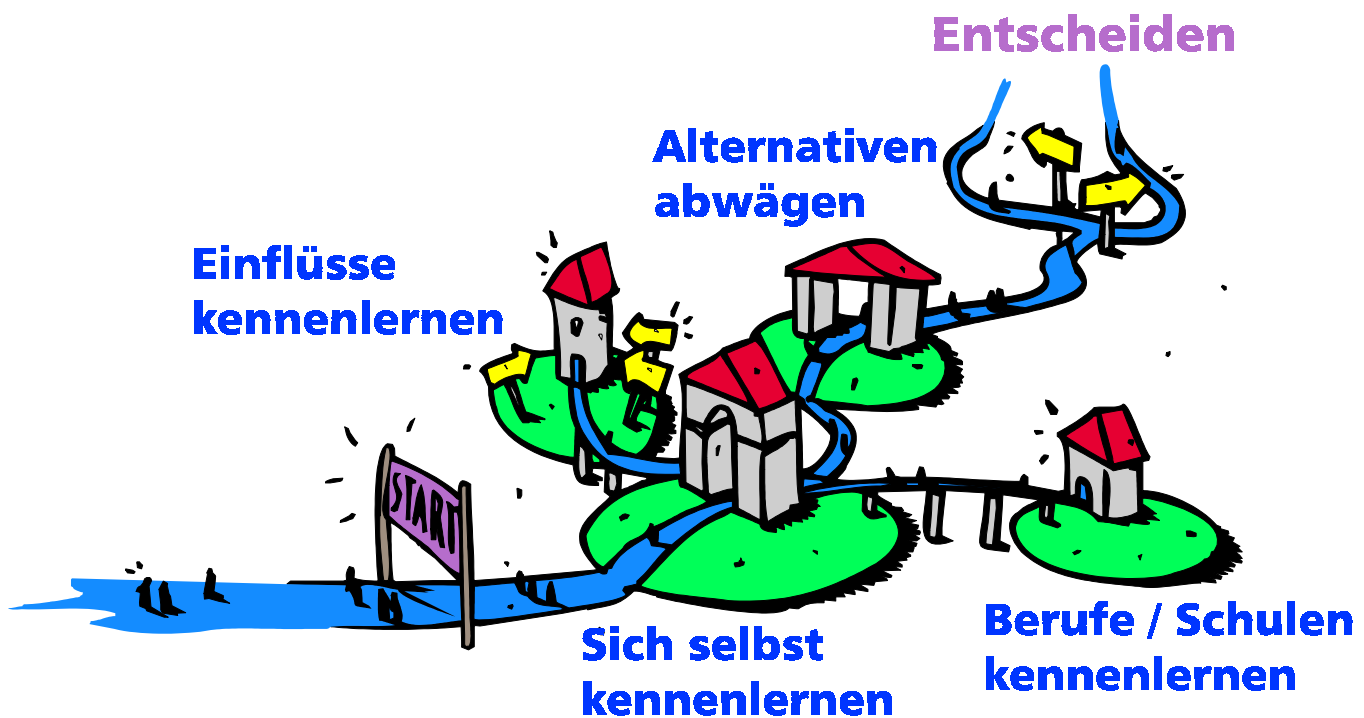 Entscheiden
Alternativen
abwägen
Einflüsse
kennenlernen
START
Berufe / Schulen
kennenlernen
Sich selbst
kennenlernen